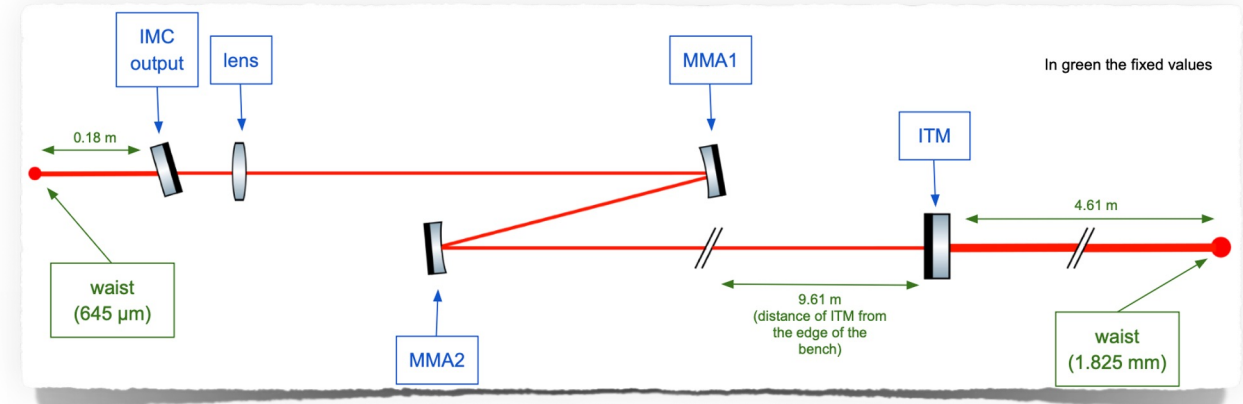 IMC
output
lens
MMA1
In green the fixed values
0.18 m
ITM
4.61 m
waist
(645 μm)
9.61 m
(distance of ITM from
the edge of the
bench)
waist
(1.825 mm)
MMA2